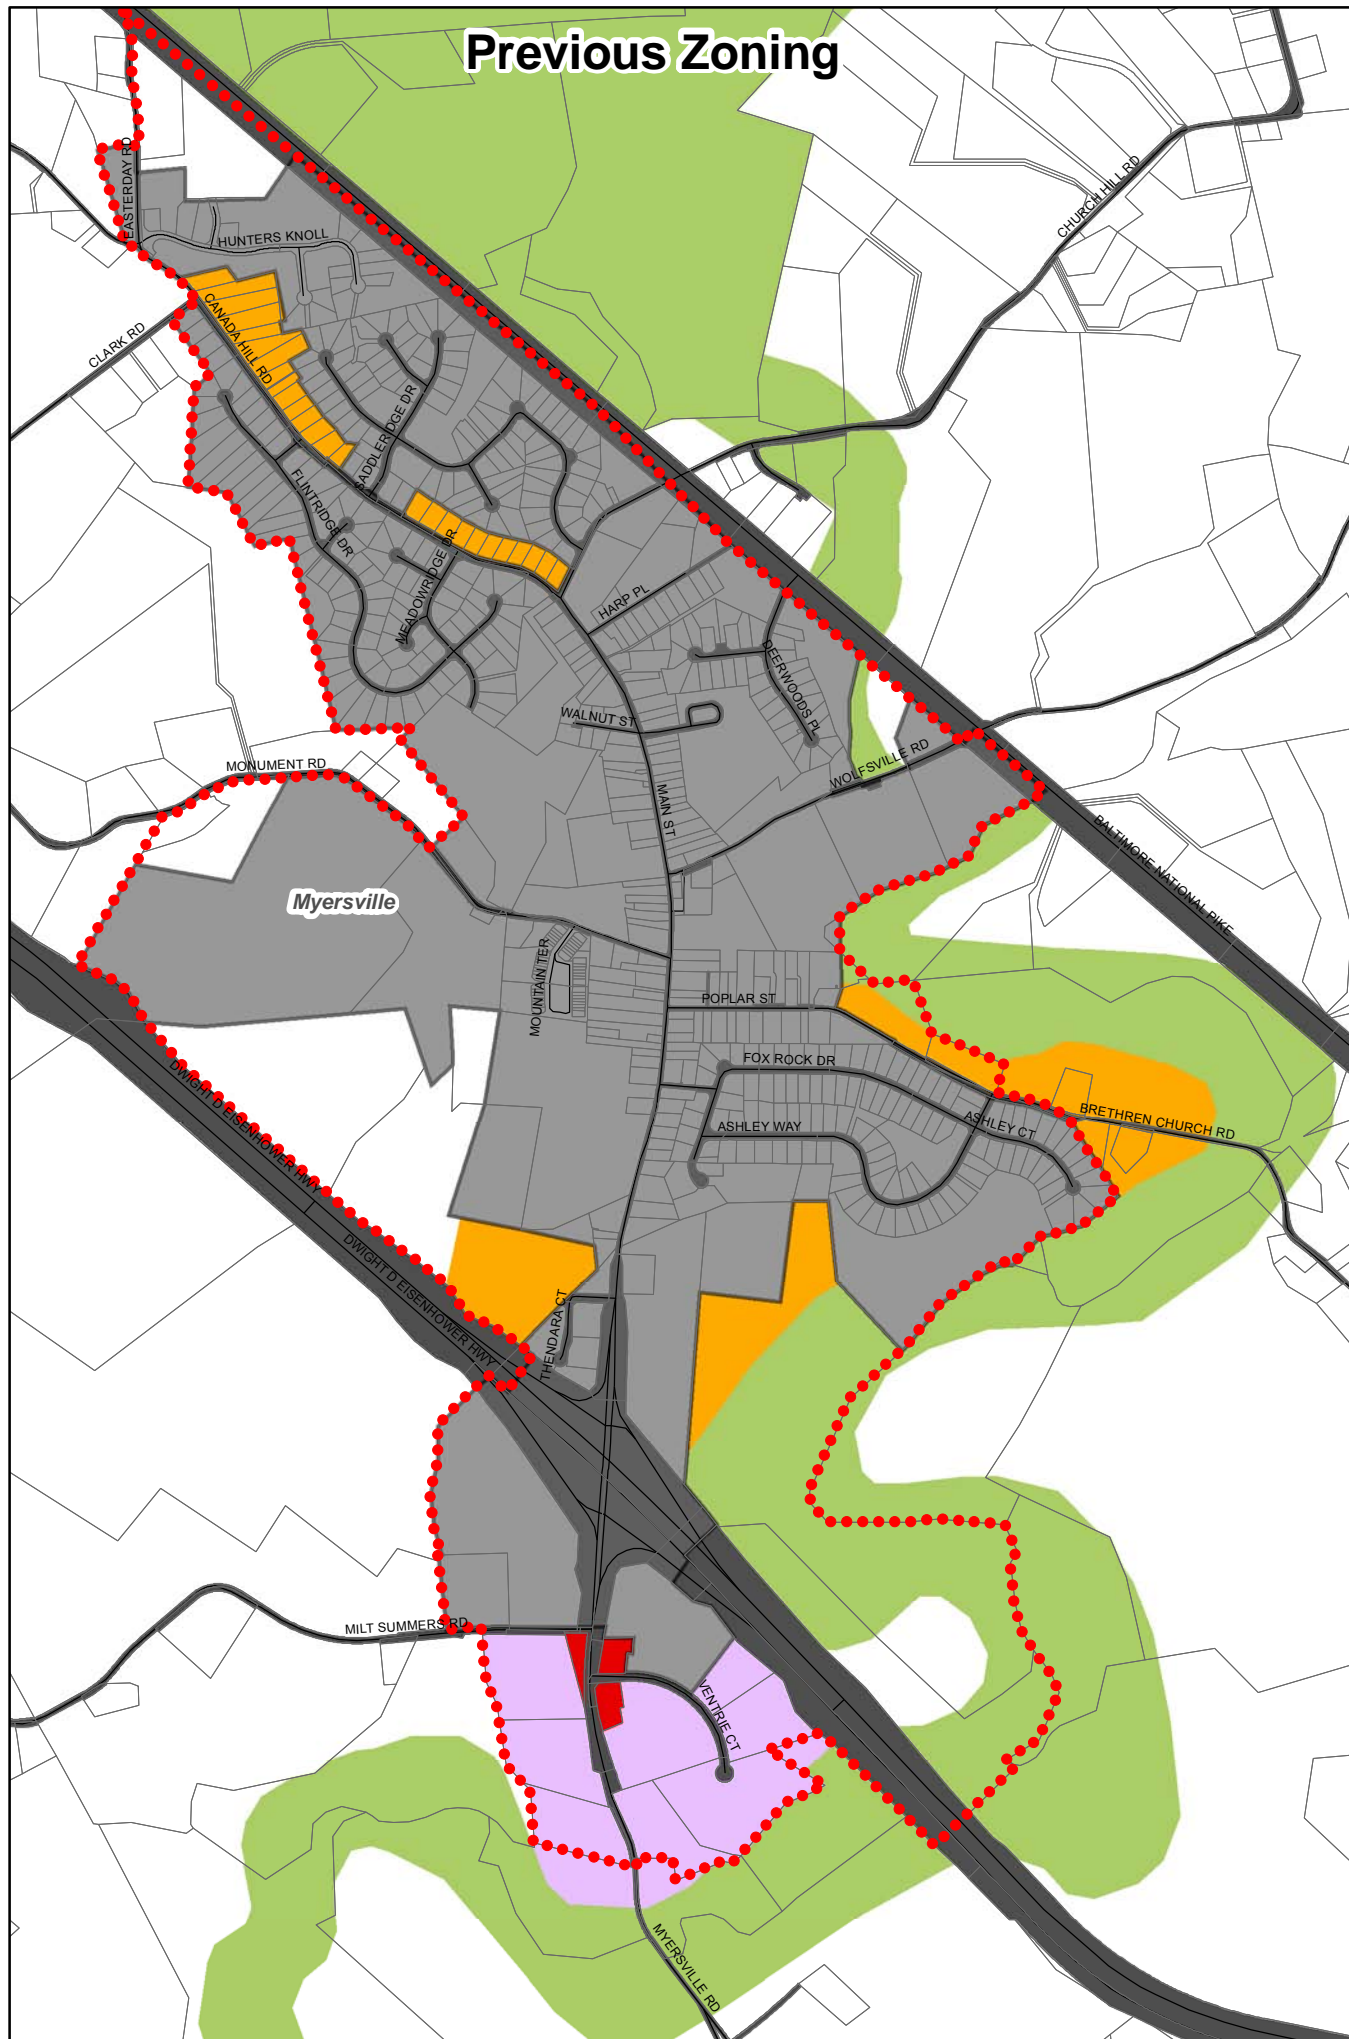 Previous Zoning
EASTERDAY RD
HUNTERS KNOLL
CHURCH HILL RD
CLARK RD
CANADA HILL RD
SADDLERIDGE DR
FLINTRIDGE DR
MEADOWRIDGE DR
HARP PL
DEERWOODS PL
WALNUT ST
WOLFSVILLE RD
MONUMENT RD
MAIN ST
BALTIMORE NATIONAL PIKE
Myersville
MOUNTAIN TER
POPLAR ST
FOX ROCK DR
ASHLEY WAY
ASHLEY CT
BRETHREN CHURCH RD
DWIGHT D EISENHOWER HWY
DWIGHT D EISENHOWER HWY
THENDARA CT
MILT SUMMERS RD
VENTRIE CT
MYERSVILLE RD